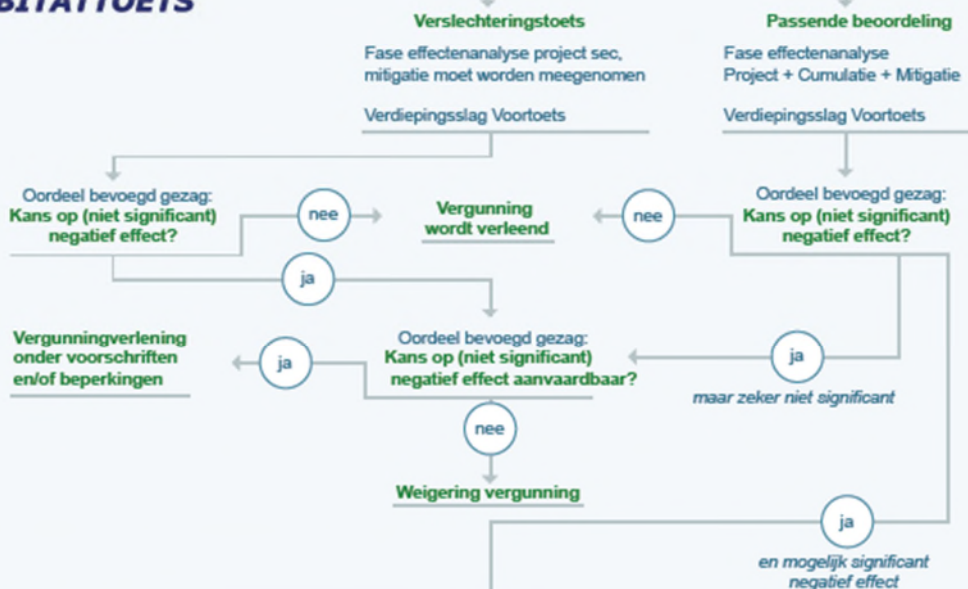 BITATTOETS
Verslechteringstoets
Fase effectenanalyse project sec,
mitigatie moet worden meegenomen
Verdiepingsslag Voortoets
Passende beoordeling
Fase effectenanalyse
Project + Cumulatie + Mitigatie
Verdiepingsslag Voortoets
Oordeel bevoegd gezag:
Kans op (niet significant)
negatief effect?
nee
Vergunning
wordt verleend
nee
Oordeel bevoegd gezag:
Kans op (niet significant)
negatief effect?
ja
Vergunningverlening
onder voorschriften
en/of beperkingen
ja
Oordeel bevoegd gezag:
Kans op (niet significant)
negatief effect aanvaardbaar?
ja
maar zeker niet significant
nee
Weigering vergunning
ja
en mogelijk significant
negatief effect